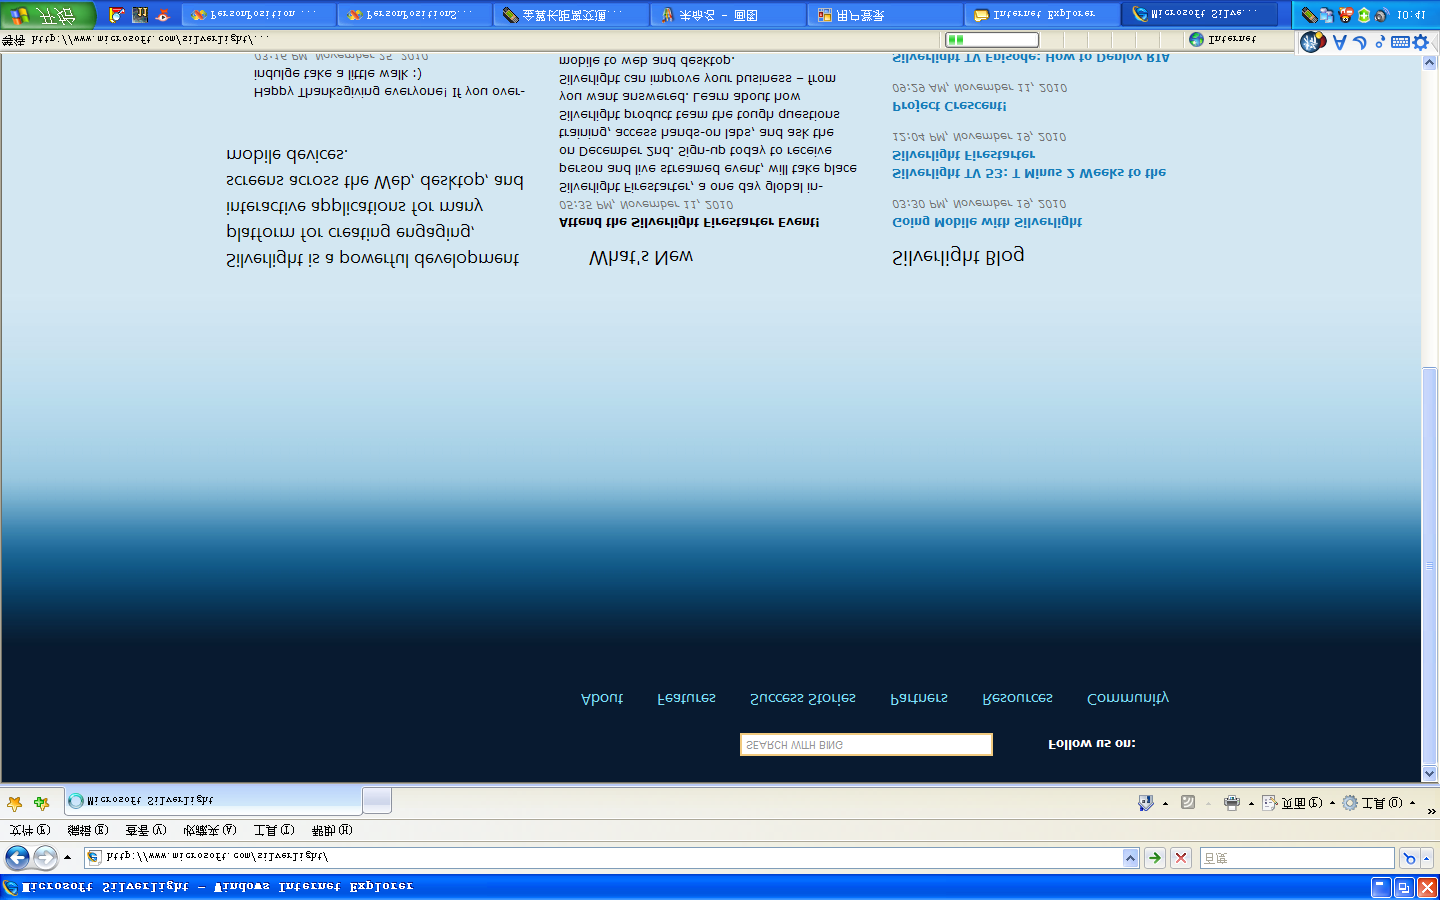 Microsoft Silverlight - Windows Internet Explorer
http://www.microsoft.com/silverlight/
百度
文件(F) 编辑(E) 查看(V) 收藏夹(A) 工具(T) 帮助(H)
Microsoft Silverlight
页面(P) 工具(O)
SEARCH WITH BING
Follow us on:
About Features Success Stories Partners Resources Community
Silverlight is a powerful development
platform for creating engaging,
interactive applications for many
screens across the Web, desktop, and
mobile devices.
Happy Thanksgiving everyone! If you over-
indulge take a little walk :)
03:16 PM, November 25, 2010
What's New
Attend the Silverlight Firestarter Event!
05:35 PM, November 11, 2010
Silverlight Firestarter, a one day global in-
person and live streamed event, will take place
on December 2nd. Sign-up today to receive
training, access hands-on labs, and ask the
Silverlight product team the tough questions
you want answered. Learn about how
Silverlight can improve your business – from
mobile to web and desktop.
Silverlight Blog
Going Mobile with Silverlight
03:30 PM, November 19, 2010
Silverlight TV 53: T Minus 2 Weeks to the
Silverlight Firestarter
12:04 PM, November 19, 2010
Project Crescent!
09:29 AM, November 11, 2010
Silverlight TV Episode: How to Deploy RIA
等待 http://www.microsoft.com/silverlight/...
Internet
开始
PersonPosition ...
PersonPositionS...
金翼长距离交通...
未命名 - 画图
用户登录
Internet Explorer
Microsoft Silve...
10:41